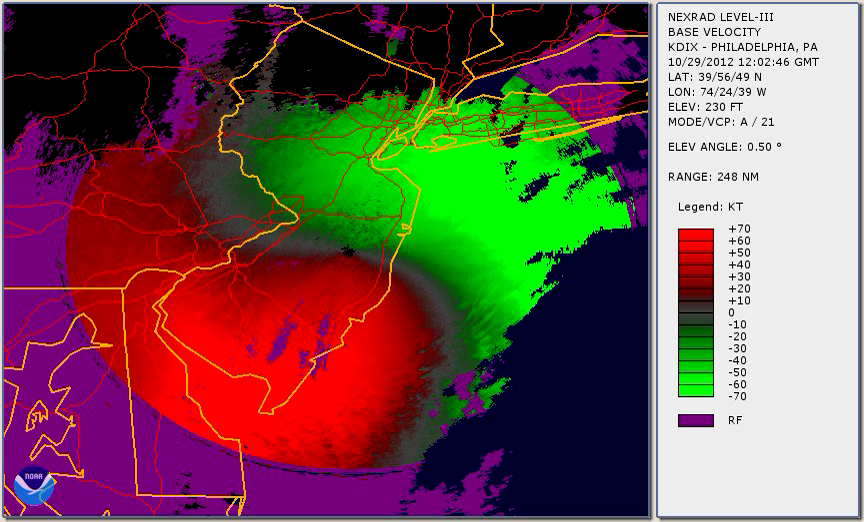 NEXRAD LEVEL-III
BASE VELOCITY
KDIX - PHILADELPHIA, PA
10/29/2012 12:02:46 GMT
LAT: 39/56/49 N
LON: 74/24/39 W
ELEV: 230 FT
MODE/VCP: A / 21
ELEV ANGLE: 0.50 °
RANGE: 248 NM
Legend: KT
+70
+60
+50
+40
+30
+20
+10
0
-10
-20
-30
-40
-50
-60
-70
RF
NOAA